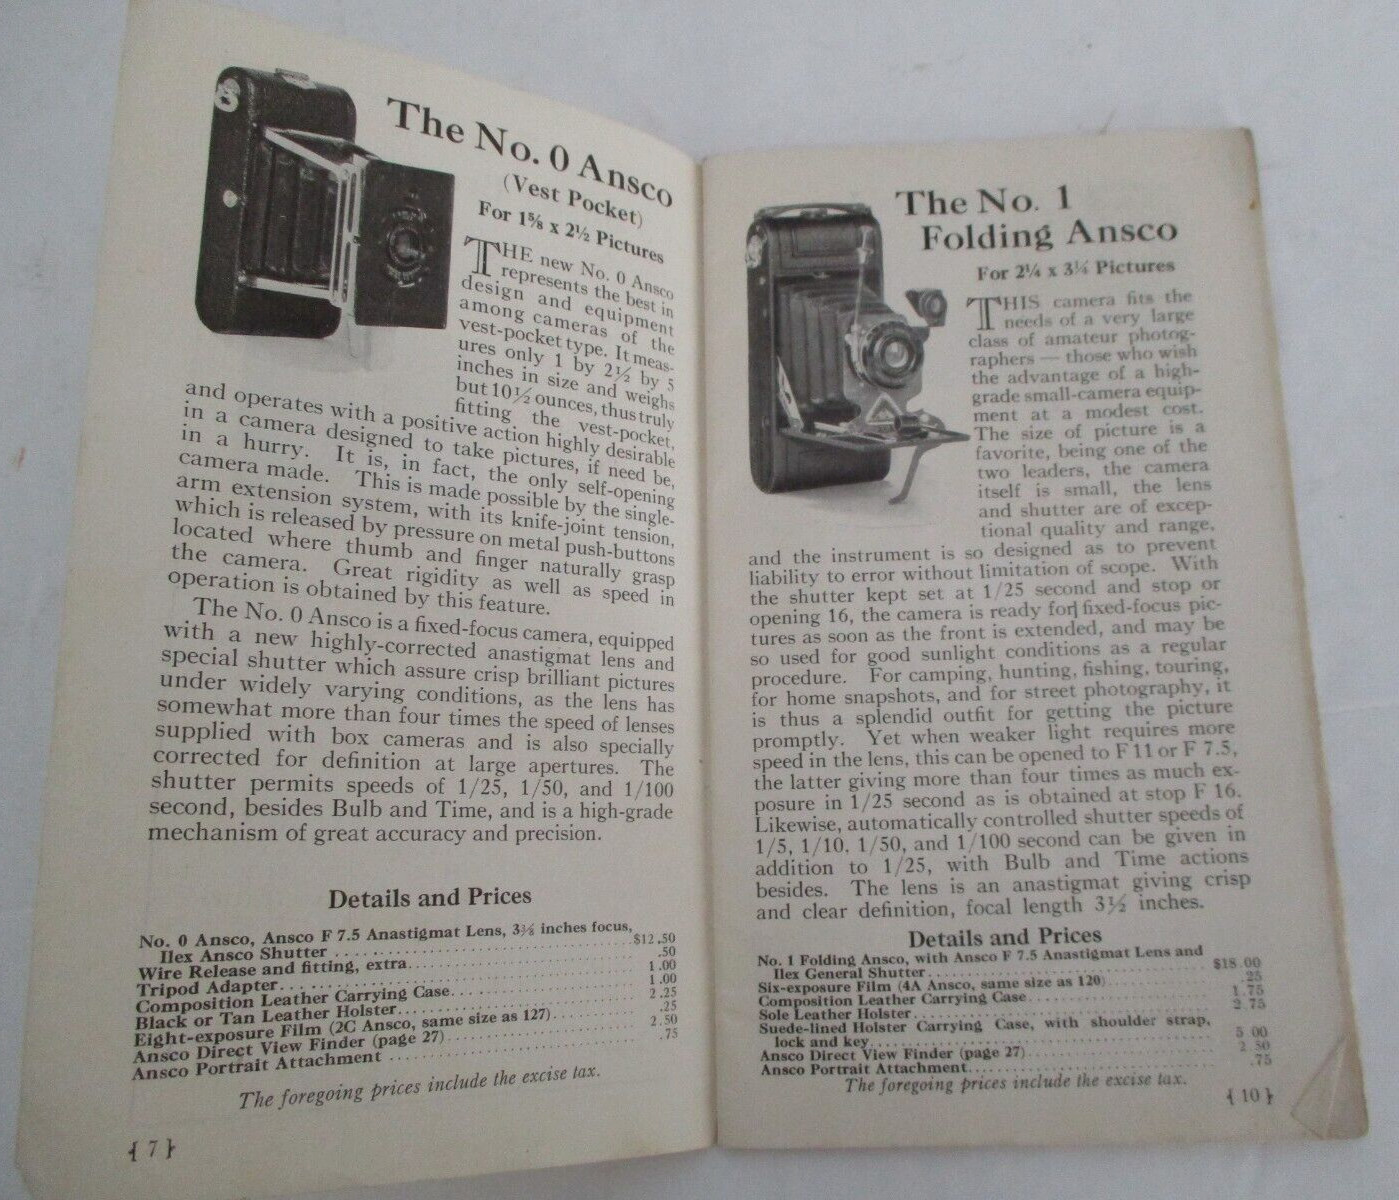 The No. 0 Ansco
(Vest Pocket)
For 1⅝ x 2½ Pictures
THE new No. 0 Ansco
represents the best in
design and equipment
among cameras of the
vest-pocket type. It meas-
ures only 1 by 2½ by 5
inches in size and weighs
but 10½ ounces, thus truly
fitting the vest-pocket,
and operates with a positive action highly desirable
in a camera designed to take pictures, if need be,
in a hurry. It is, in fact, the only self-opening
camera made. This is made possible by the single-
arm extension system, with its knife-joint tension,
which is released by pressure on metal push-buttons
located where thumb and finger naturally grasp
the camera. Great rigidity as well as speed in
operation is obtained by this feature.
The No. 0 Ansco is a fixed-focus camera, equipped
with a new highly-corrected anastigmat lens and
special shutter which assure crisp brilliant pictures
under widely varying conditions, as the lens has
somewhat more than four times the speed of lenses
supplied with box cameras and is also specially
corrected for definition at large apertures. The
shutter permits speeds of 1/25, 1/50, and 1/100
second, besides Bulb and Time, and is a high-grade
mechanism of great accuracy and precision.
Details and Prices
No. 0 Ansco, Ansco F 7.5 Anastigmat Lens, inches focus,
Ilex Ansco Shutter . . . . . . . . . . $12.50
Wire Release and fitting, extra . . . . . . . . . . .50
Tripod Adapter . . . . . . . . . . 1.00
Composition Leather Carrying Case . . . . . . . . . . 1.00
Black or Tan Leather Holster . . . . . . . . . . 2.25
Eight-exposure Film (2C Ansco, same size as 127) . . . . . . . . . . .25
Ansco Direct View Finder (page 27) . . . . . . . . . . 2.50
Ansco Portrait Attachment . . . . . . . . . . .75
The foregoing prices include the excise tax.
{ 7 }
The No. 1
Folding Ansco
For 2¼ x 3¼ Pictures
THIS camera fits the
needs of a very large
class of amateur photog-
raphers — those who wish
the advantage of a high-
grade small-camera equip-
ment at a modest cost.
The size of picture is a
favorite, being one of the
two leaders, the camera
itself is small, the lens
and shutter are of excep-
tional quality and range,
and the instrument is so designed as to prevent
liability to error without limitation of scope. With
the shutter kept set at 1/25 second and stop or
opening 16, the camera is ready for fixed-focus pic-
tures as soon as the front is extended, and may be
so used for good sunlight conditions as a regular
procedure. For camping, hunting, fishing, touring,
for home snapshots, and for street photography, it
is thus a splendid outfit for getting the picture
promptly. Yet when weaker light requires more
speed in the lens, this can be opened to F 11 or F 7.5,
the latter giving more than four times as much ex-
posure in 1/25 second as is obtained at stop F 16.
Likewise, automatically controlled shutter speeds of
1/5, 1/10, 1/50, and 1/100 second can be given in
addition to 1/25, with Bulb and Time actions
besides. The lens is an anastigmat giving crisp
and clear definition, focal length 3½ inches.
Details and Prices
No. 1 Folding Ansco, with Ansco F 7.5 Anastigmat Lens and
Ilex General Shutter . . . . . . . . . . $18.00
Six-exposure Film (4A Ansco, same size as 120) . . . . . . . . . . 25
Composition Leather Carrying Case . . . . . . . . . . 1.75
Sole Leather Holster . . . . . . . . . . 2.75
Suede-lined Holster Carrying Case, with shoulder strap,
lock and key . . . . . . . . . . 5 00
Ansco Direct View Finder (page 27) . . . . . . . . . . 2 50
Ansco Portrait Attachment . . . . . . . . . . .75
The foregoing prices include the excise tax.
{ 10 }